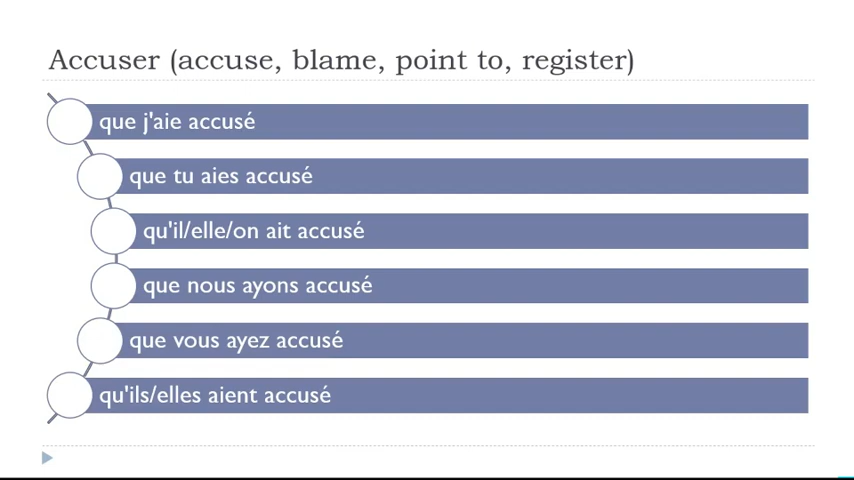 Accuser (accuse, blame, point to, register)
que j'aie accusé
que tu aies accusé
qu'il/elle/on ait accusé
que nous ayons accusé
que vous ayez accusé
qu'ils/elles aient accusé